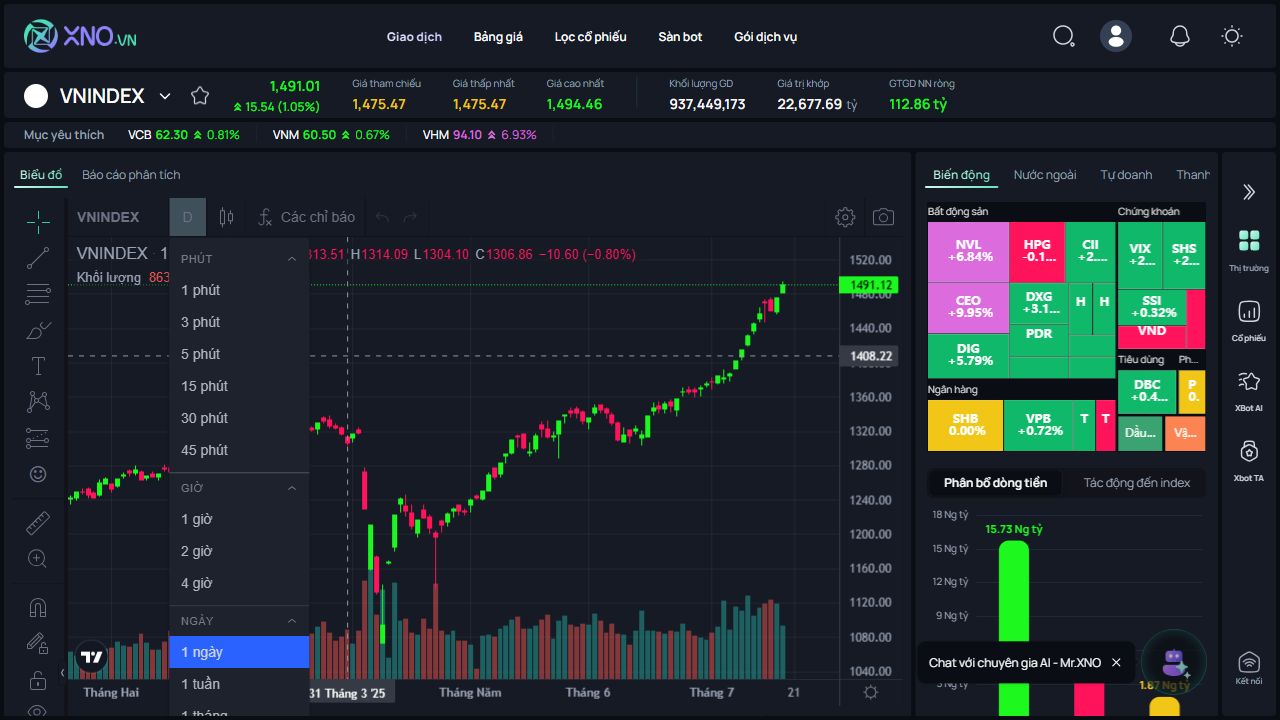 XNO.VN
Giao dịch
Bảng giá
Lọc cổ phiếu
Sàn bot
Gói dịch vụ
VNINDEX
1,491.01
15.54 (1.05%)
Giá tham chiếu
1,475.47
Giá thấp nhất
1,475.47
Giá cao nhất
1,494.46
Khối lượng GD
937,449,173
Giá trị khớp
22,677.69 tỷ
GTGD NN ròng
112.86 tỷ
Mục yêu thích
VCB 62.30 0.81%
VNM 60.50 0.67%
VHM 94.10 6.93%
Biểu đồ
Báo cáo phân tích
VNINDEX
D
Các chỉ báo
VNINDEX · 1
313.51 H1314.09 L1304.10 C1306.86 −10.60 (−0.80%)
Khối lượng 863
PHÚT
1 phút
3 phút
5 phút
15 phút
30 phút
45 phút
GIỜ
1 giờ
2 giờ
4 giờ
NGÀY
1 ngày
1 tuần
1 tháng
1520.00
1491.12
1480.00
1440.00
1408.22
1360.00
1320.00
1280.00
1240.00
1200.00
1160.00
1120.00
1080.00
1040.00
Tháng Hai
31 Tháng 3 '25
Tháng Năm
Tháng 6
Tháng 7
21
Biến động
Nước ngoài
Tự doanh
Thanh
Bất động sản
NVL
+6.84%
HPG
-0.1...
CII
+2....
CEO
+9.95%
DXG
+3.1...
H
H
PDR
DIG
+5.79%
Chứng khoán
VIX
+2...
SHS
+2...
SSI
+0.32%
VND
Tiêu dùng
Ph...
DBC
+0.4...
P
0.
Dầu...
Vậ...
Ngân hàng
SHB
0.00%
VPB
+0.72%
T
T
Phân bổ dòng tiền
Tác động đến index
18 Ng tỷ
15.73 Ng tỷ
15 Ng tỷ
12 Ng tỷ
9 Ng tỷ
1.87 Ng tỷ
Chat với chuyên gia AI - Mr.XNO
Thị trường
Cổ phiếu
XBot AI
Xbot TA
Kết nối